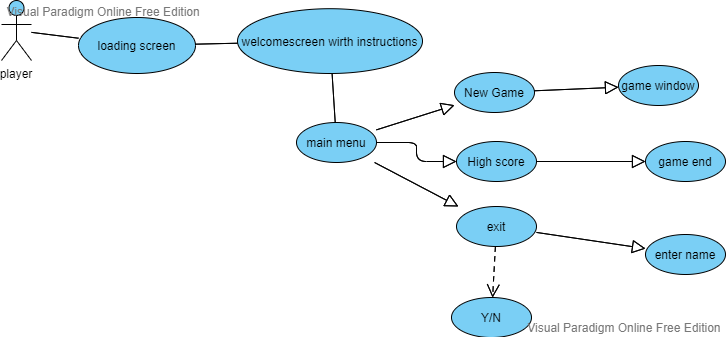 Visual Paradigm Online Free Edition
player
loading screen
welcomescreen wirth instructions
main menu
New Game
game window
High score
game end
exit
enter name
Y/N
Visual Paradigm Online Free Edition